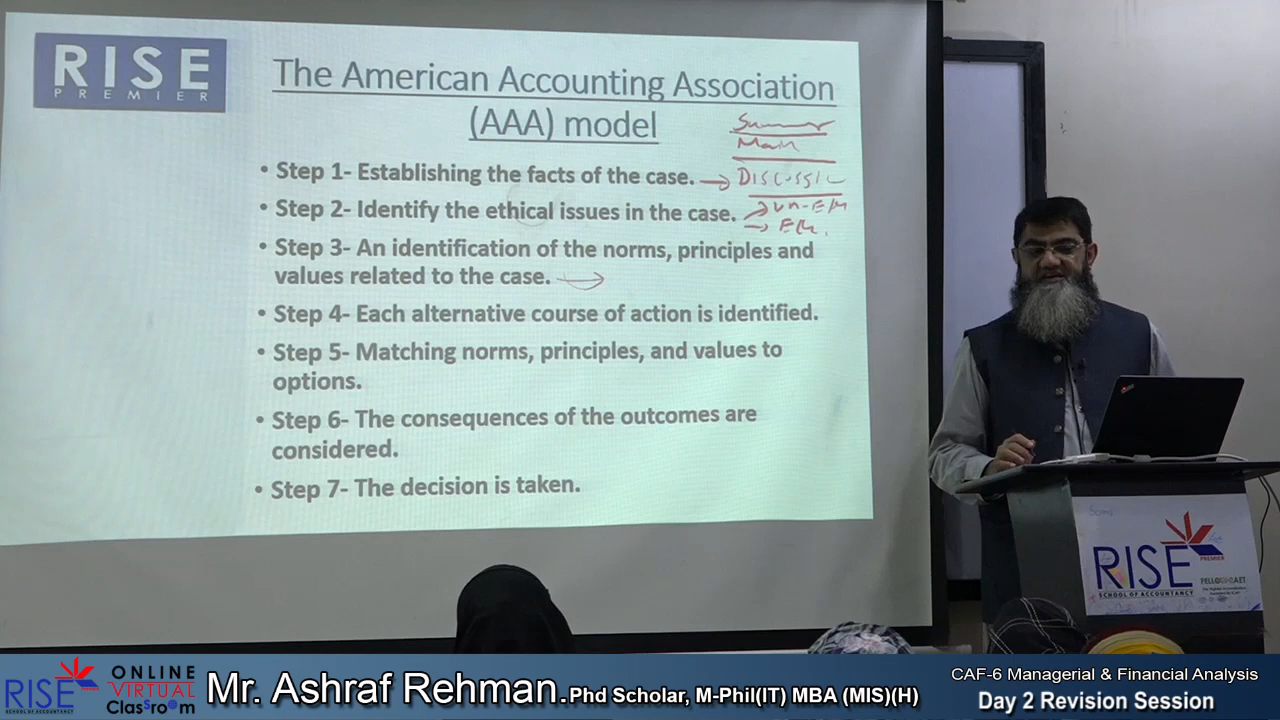 RISE
PREMIER
The American Accounting Association
(AAA) model
• Step 1- Establishing the facts of the case.
• Step 2- Identify the ethical issues in the case.
• Step 3- An identification of the norms, principles and
values related to the case.
• Step 4- Each alternative course of action is identified.
• Step 5- Matching norms, principles, and values to
options.
• Step 6- The consequences of the outcomes are
considered.
• Step 7- The decision is taken.
RISE
PREMIER
SCHOOL OF ACCOUNTANCY
RISE
SCHOOL OF ACCOUNTANCY
ONLINE
VIRTUAL
ClasSroom
Mr. Ashraf Rehman.Phd Scholar, M-Phil(IT) MBA (MIS)(H)
CAF-6 Managerial & Financial Analysis
Day 2 Revision Session